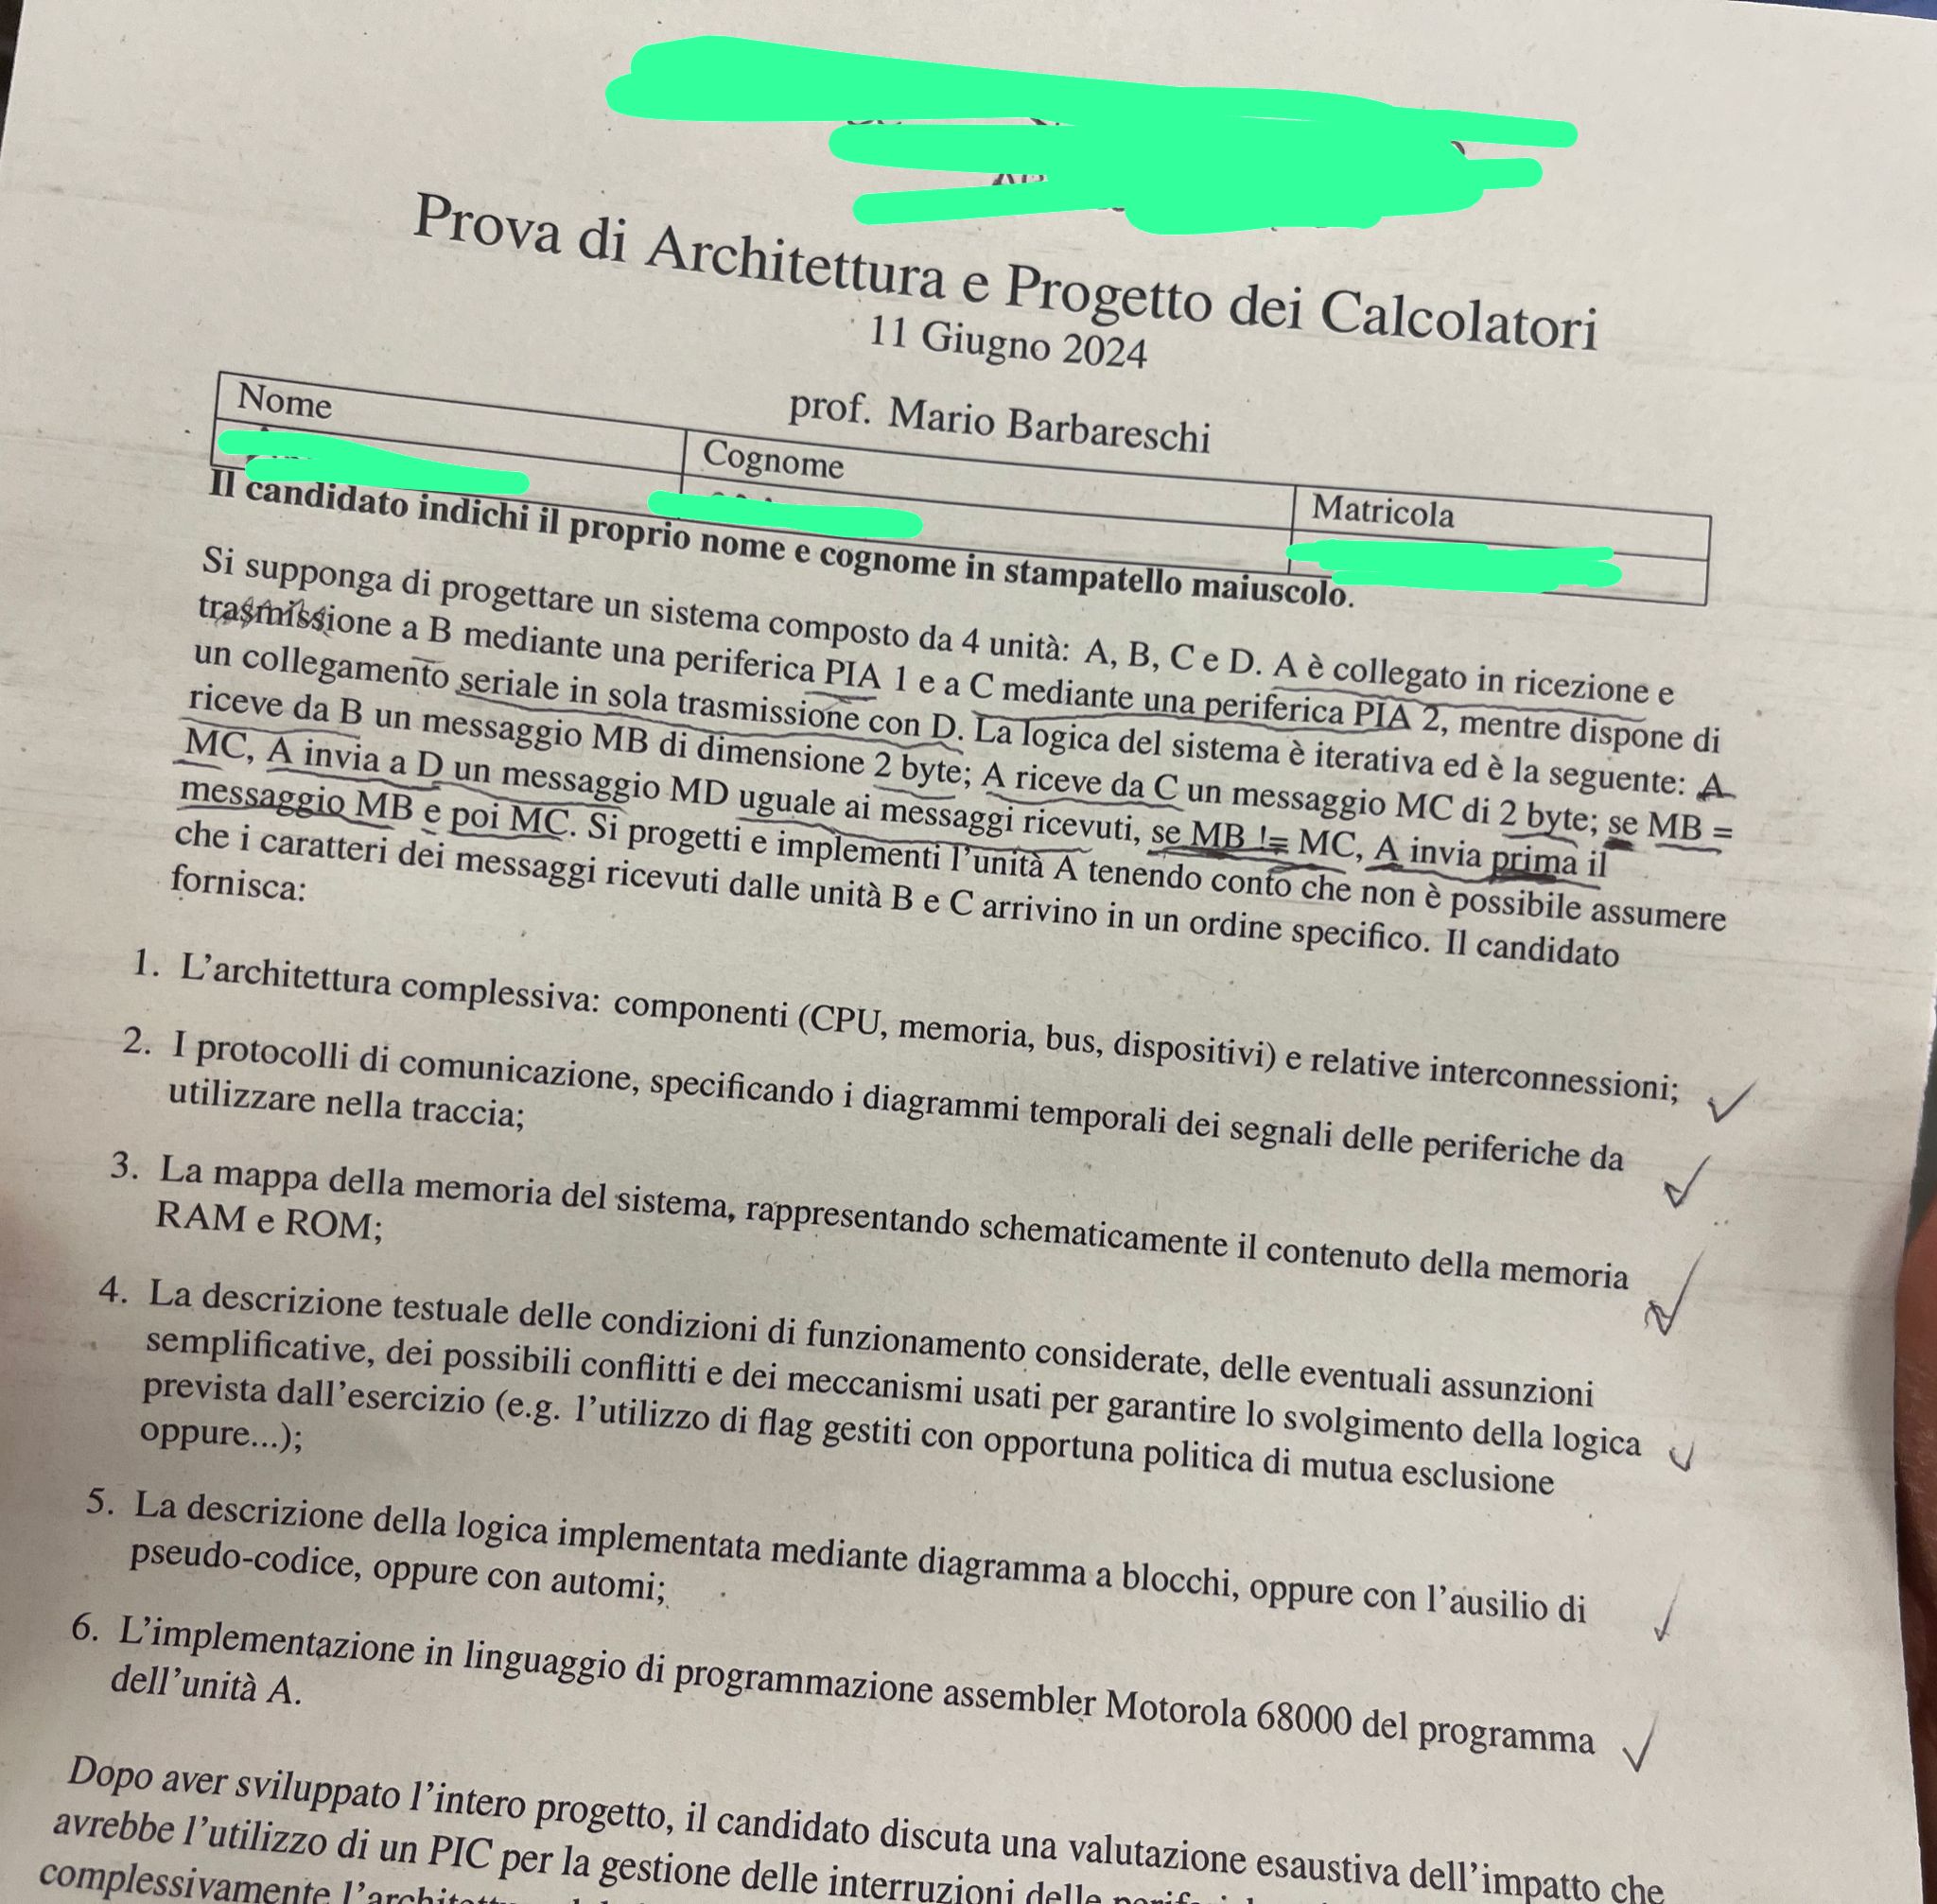 Prova di Architettura e Progetto dei Calcolatori
11 Giugno 2024
prof. Mario Barbareschi
Nome
Cognome
Matricola
Il candidato indichi il proprio nome e cognome in stampatello maiuscolo.
Si supponga di progettare un sistema composto da 4 unità: A, B, C e D. A è collegato in ricezione e
trasmissione a B mediante una periferica PIA 1 e a C mediante una periferica PIA 2, mentre dispone di
un collegamento seriale in sola trasmissione con D. La logica del sistema è iterativa ed è la seguente: A
riceve da B un messaggio MB di dimensione 2 byte; A riceve da C un messaggio MC di 2 byte; se MB =
MC, A invia a D un messaggio MD uguale ai messaggi ricevuti, se MB != MC, A invia prima il
messaggio MB e poi MC. Si progetti e implementi l'unità A tenendo conto che non è possibile assumere
che i caratteri dei messaggi ricevuti dalle unità B e C arrivino in un ordine specifico. Il candidato
fornisca:
1. L'architettura complessiva: componenti (CPU, memoria, bus, dispositivi) e relative interconnessioni;
2. I protocolli di comunicazione, specificando i diagrammi temporali dei segnali delle periferiche da
utilizzare nella traccia;
3. La mappa della memoria del sistema, rappresentando schematicamente il contenuto della memoria
RAM e ROM;
4. La descrizione testuale delle condizioni di funzionamento considerate, delle eventuali assunzioni
semplificative, dei possibili conflitti e dei meccanismi usati per garantire lo svolgimento della logica
prevista dall'esercizio (e.g. l'utilizzo di flag gestiti con opportuna politica di mutua esclusione
oppure...);
5. La descrizione della logica implementata mediante diagramma a blocchi, oppure con l'ausilio di
pseudo-codice, oppure con automi;
6. L'implementazione in linguaggio di programmazione assembler Motorola 68000 del programma
dell'unità A.
Dopo aver sviluppato l'intero progetto, il candidato discuta una valutazione esaustiva dell'impatto che
avrebbe l'utilizzo di un PIC per la gestione delle interruzioni delle
complessivamente